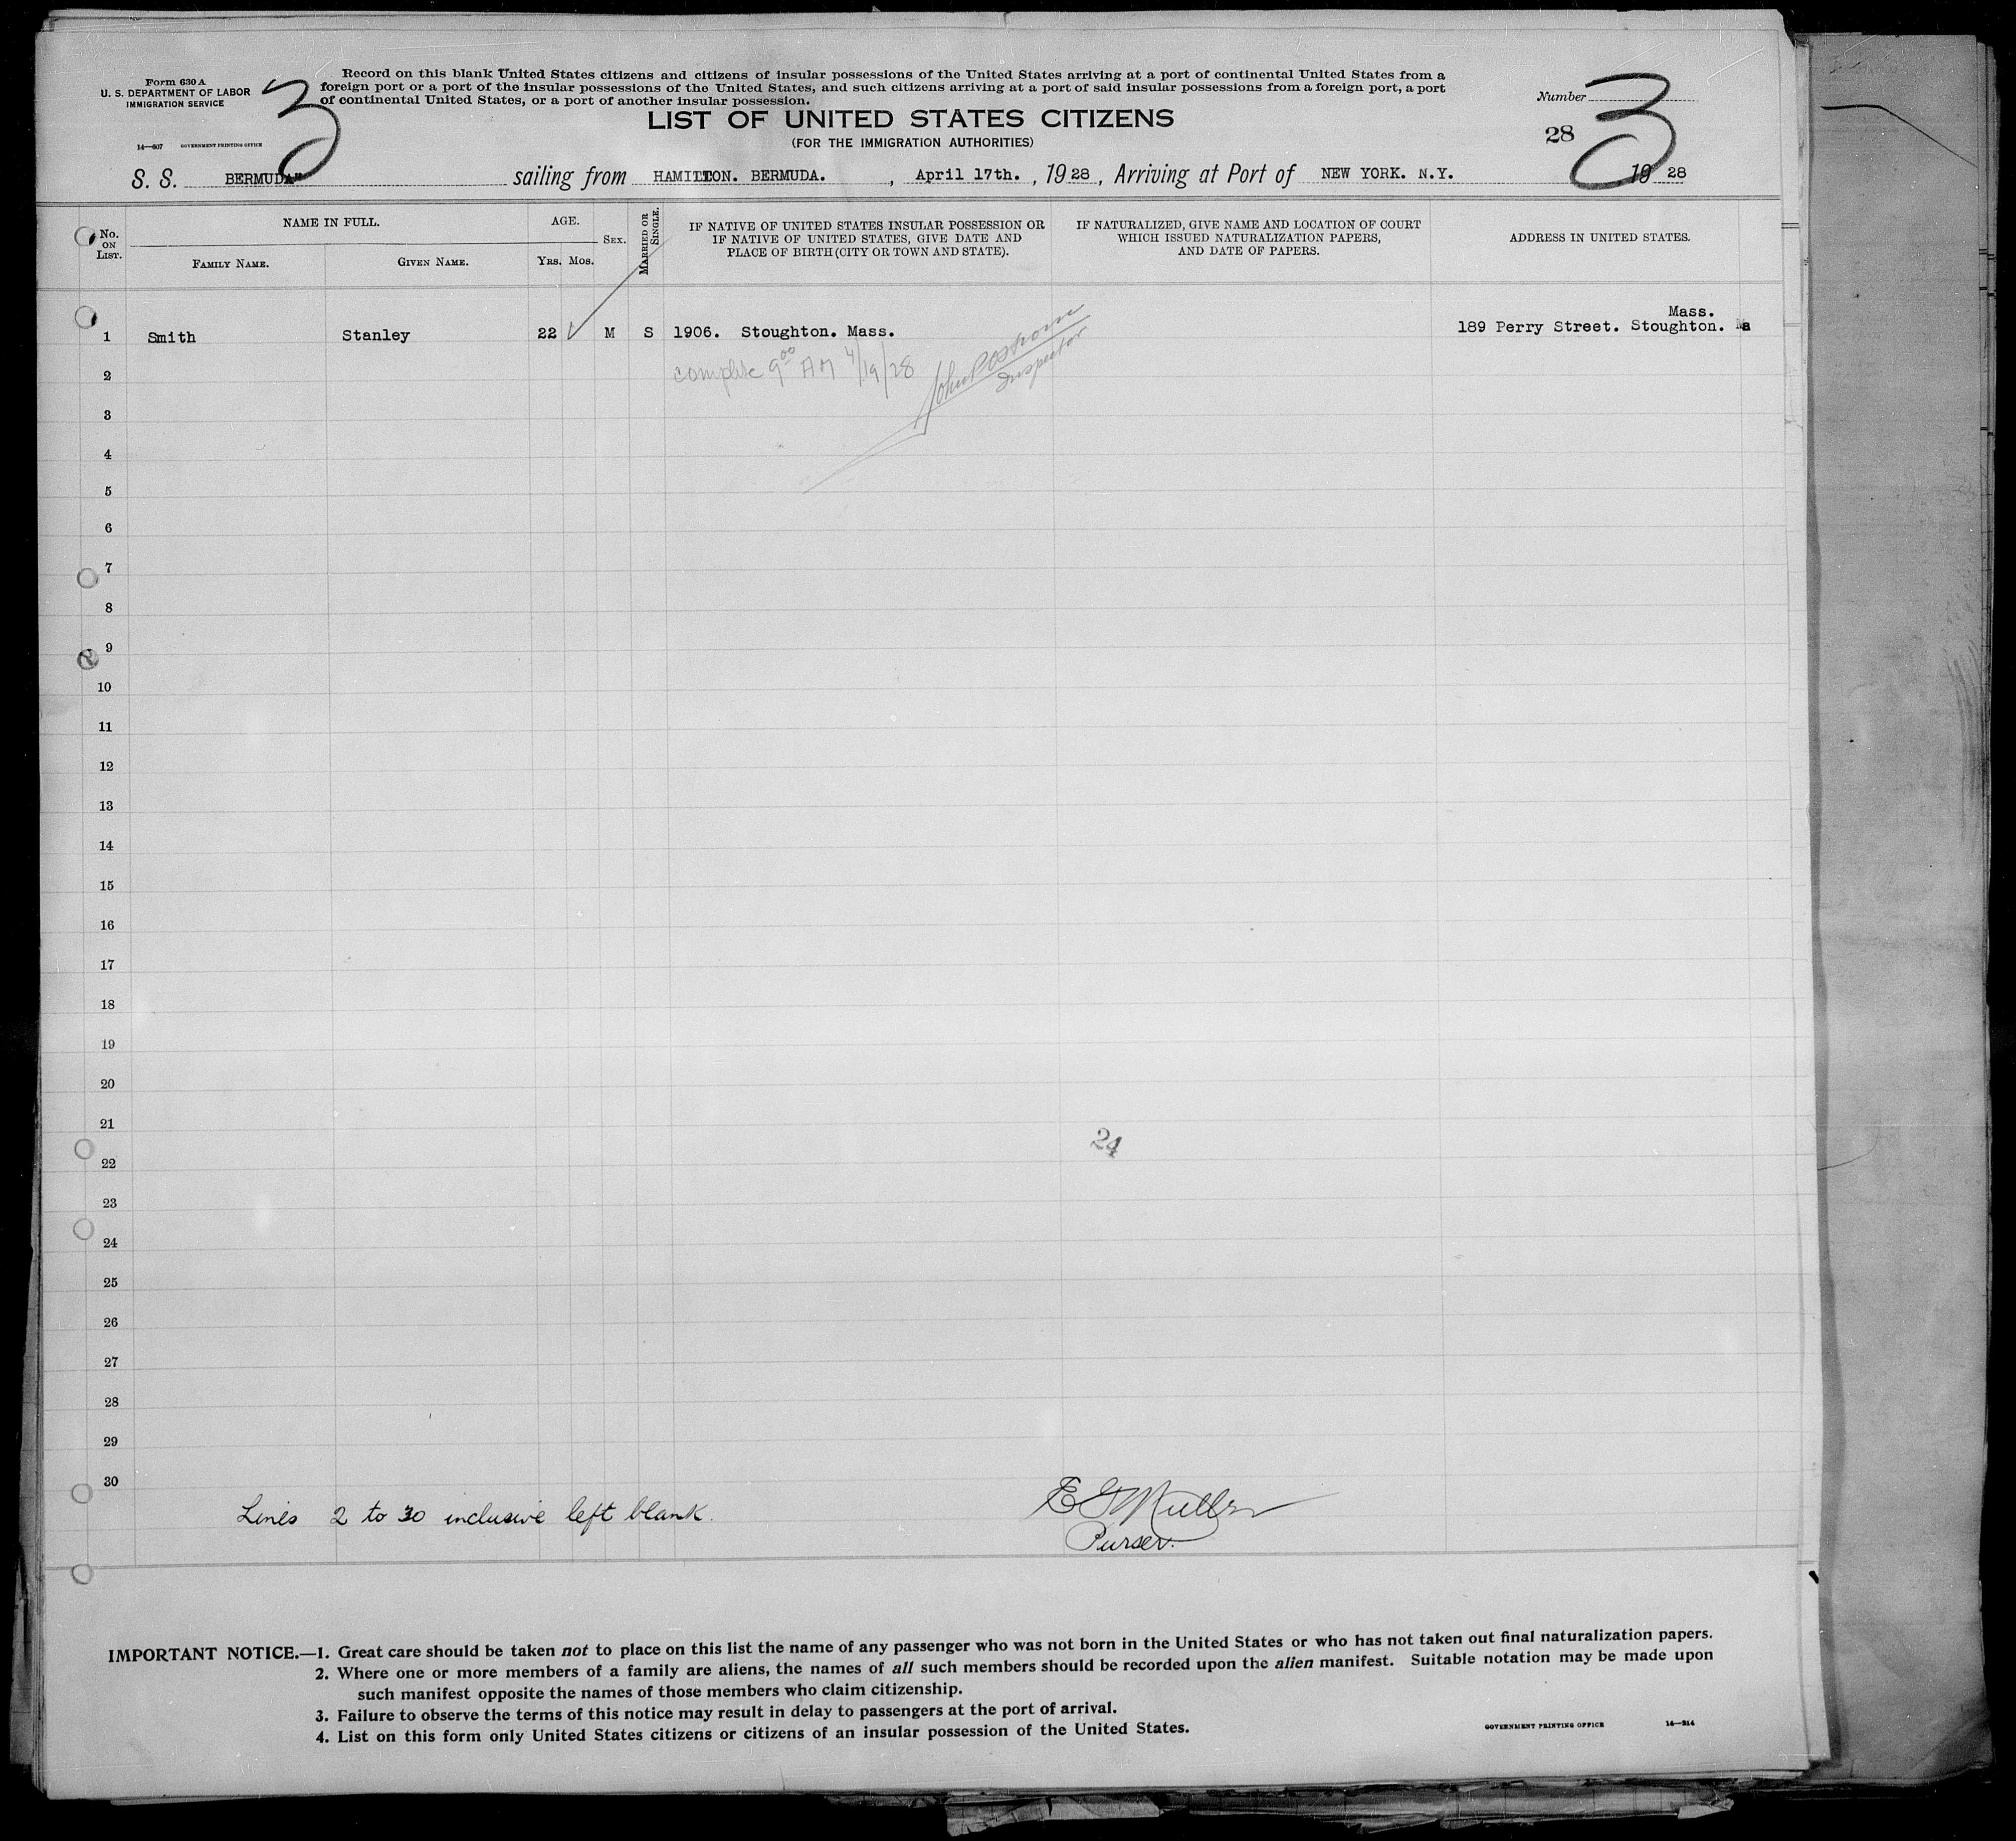 Form 630 A
U. S. DEPARTMENT OF LABOR
IMMIGRATION SERVICE
14—607 GOVERNMENT PRINTING OFFICE
3
Record on this blank United States citizens and citizens of insular possessions of the United States arriving at a port of continental United States from a
foreign port or a port of the insular possessions of the United States, and such citizens arriving at a port of said insular possessions from a foreign port, a port
of continental United States, or a port of another insular possession.
LIST OF UNITED STATES CITIZENS
(FOR THE IMMIGRATION AUTHORITIES)
Number
28
3
S. S. BERMUDA" sailing from HAMILTON. BERMUDA. , April 17th. , 1928 , Arriving at Port of NEW YORK. N.Y. 1928
No. ON LIST.
NAME IN FULL.
FAMILY NAME.
GIVEN NAME.
AGE.
YRS. MOS.
SEX.
MARRIED OR SINGLE.
IF NATIVE OF UNITED STATES INSULAR POSSESSION OR
IF NATIVE OF UNITED STATES, GIVE DATE AND
PLACE OF BIRTH (CITY OR TOWN AND STATE).
IF NATURALIZED, GIVE NAME AND LOCATION OF COURT
WHICH ISSUED NATURALIZATION PAPERS,
AND DATE OF PAPERS.
ADDRESS IN UNITED STATES.
Mass.
1 Smith Stanley 22 M S 1906. Stoughton. Mass. 189 Perry Street. Stoughton.
2 complete 9 00 AM 4/19/28
John P Osborne
Inspector
3
4
5
6
7
8
9
10
11
12
13
14
15
16
17
18
19
20
21
24
22
23
24
25
26
27
28
29
30
Lines 2 to 30 inclusive left blank.
E G Muller
Purser.
IMPORTANT NOTICE.—1. Great care should be taken not to place on this list the name of any passenger who was not born in the United States or who has not taken out final naturalization papers.
2. Where one or more members of a family are aliens, the names of all such members should be recorded upon the alien manifest. Suitable notation may be made upon
such manifest opposite the names of those members who claim citizenship.
3. Failure to observe the terms of this notice may result in delay to passengers at the port of arrival.
4. List on this form only United States citizens or citizens of an insular possession of the United States.
GOVERNMENT PRINTING OFFICE 14—314